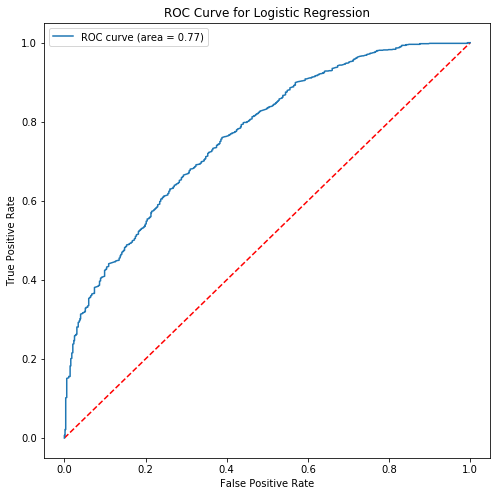 ROC Curve for Logistic Regression
ROC curve (area = 0.77)
True Positive Rate
1.0
0.8
0.6
0.4
0.2
0.0
0.0 0.2 0.4 0.6 0.8 1.0
False Positive Rate